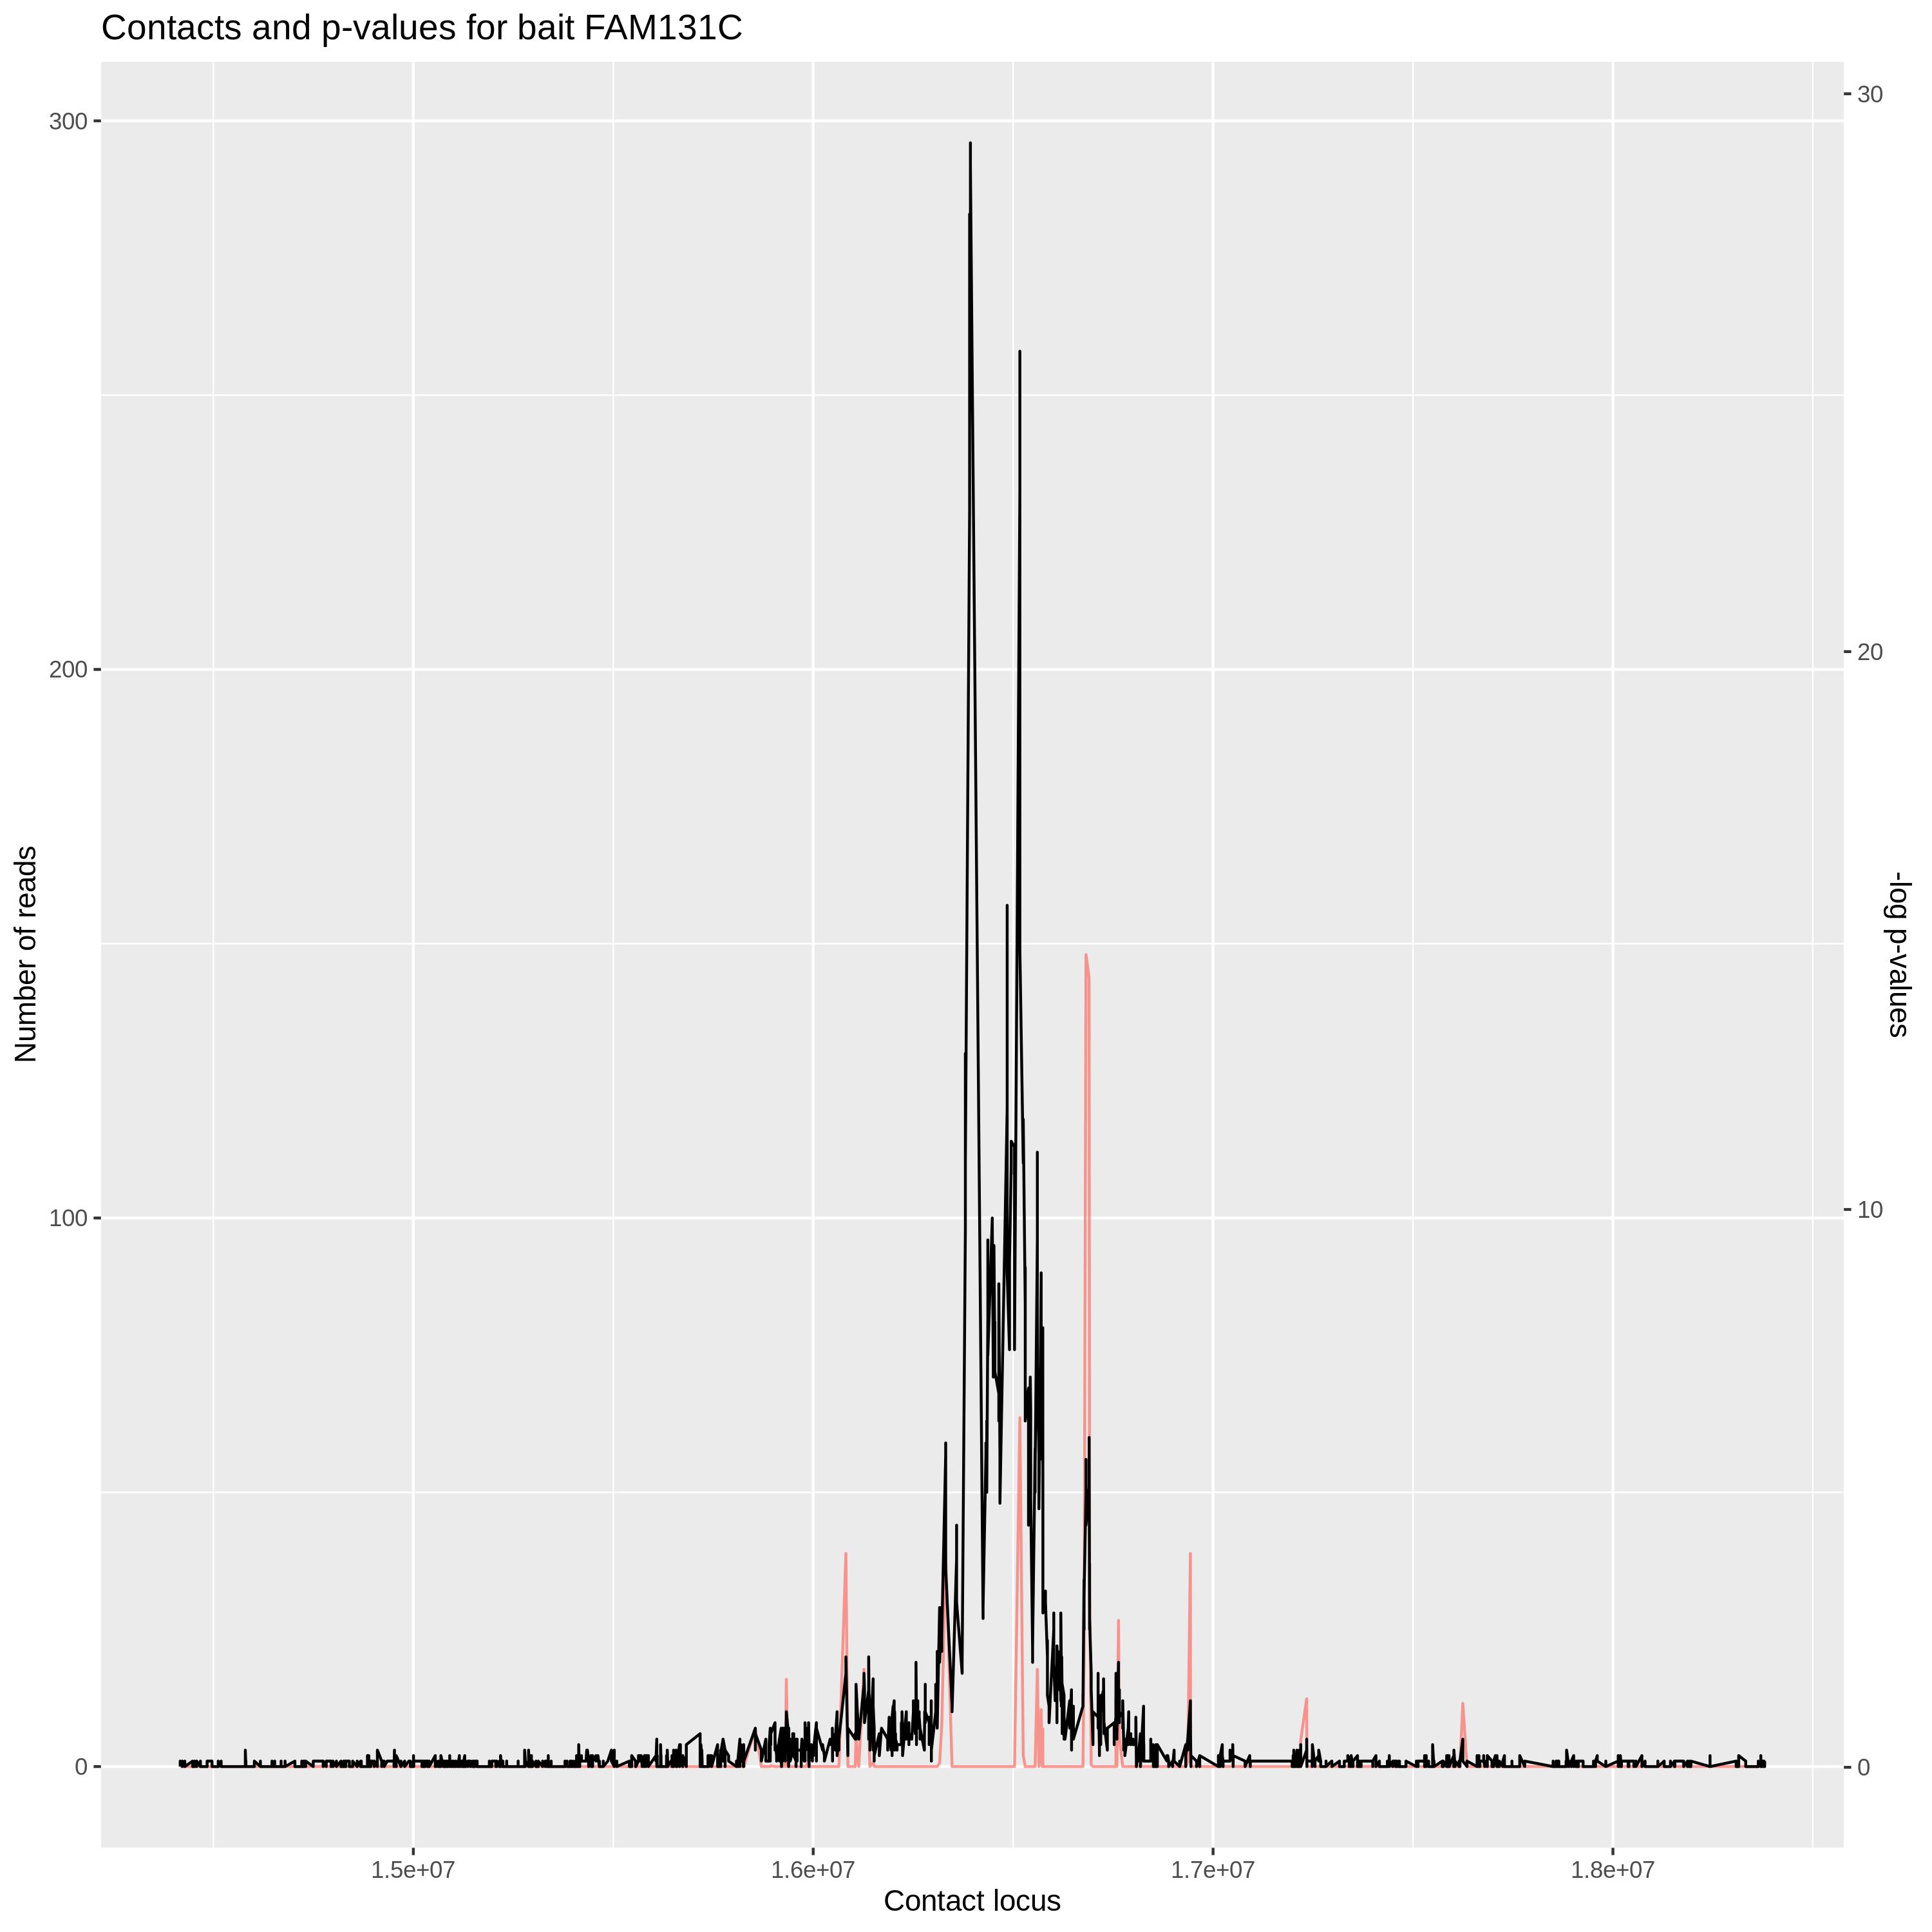 Contacts and p-values for bait FAM131C
300
200
100
0
Number of reads
30
20
10
0
-log p-values
1.5e+07
1.6e+07
1.7e+07
1.8e+07
Contact locus